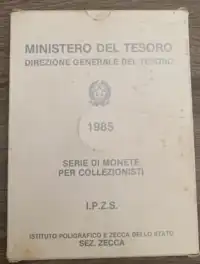 MINISTERO DEL TESORO
DIREZIONE GENERALE DEL TESORO
1985
SERIE DI MONETE
PER COLLEZIONISTI
I.P.Z.S.
ISTITUTO POLIGRAFICO E ZECCA DELLO STATO
SEZ. ZECCA